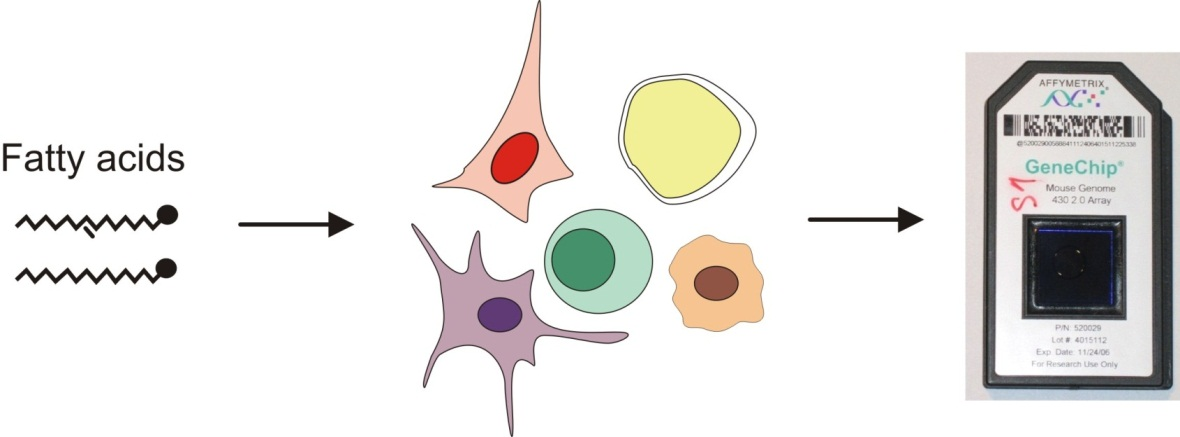 Fatty acids
AFFYMETRIX
GeneChip®
Mouse Genome
430 2.0 Array
S1
P/N: 520029
Lot # 4015112
Exp. Date: 11/24/06
For Research Use Only